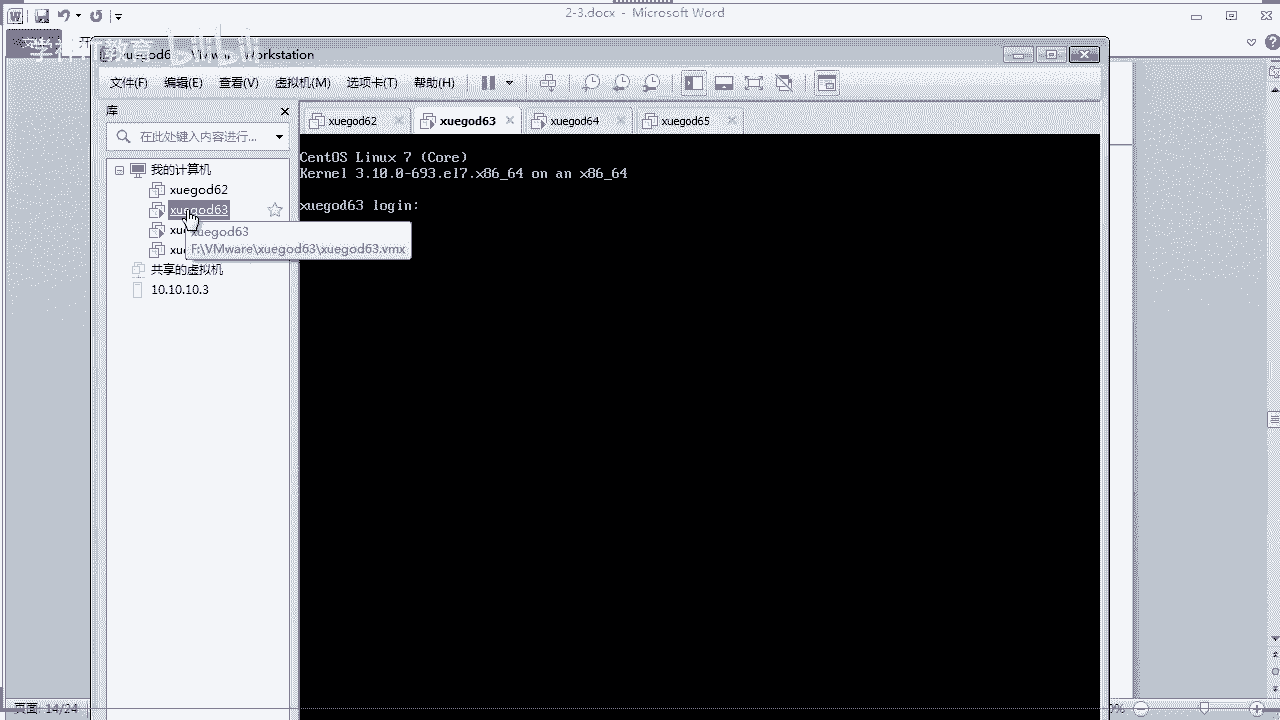 2-3.docx - Microsoft Word
学神IT教育 bilibili
Workstation
文件(F) 编辑(E) 查看(V) 虚拟机(M) 选项卡(T) 帮助(H)
库
在此处键入内容进行...
xuegod62
xuegod63
xuegod64
xuegod65
我的计算机
xuegod62
xuegod63
共享的虚拟机
10.10.10.3
xuegod63
F:\VMware\xuegod63\xuegod63.vmx
CentOS Linux 7 (Core)
Kernel 3.10.0-693.el7.x86_64 on an x86_64
xuegod63 login:
页面: 14/24